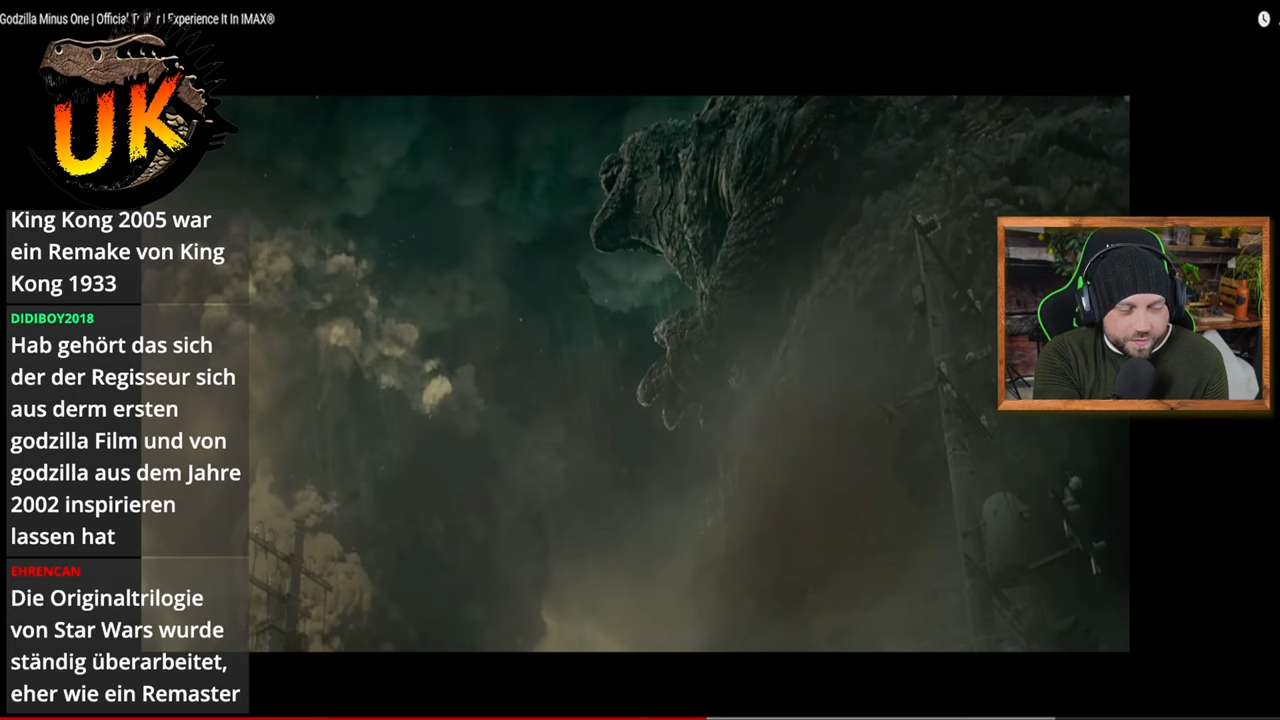 Godzilla Minus One | Official Trailer | Experience It In IMAX®
UK
King Kong 2005 war
ein Remake von King
Kong 1933
DIDIBOY2018
Hab gehört das sich
der der Regisseur sich
aus derm ersten
godzilla Film und von
godzilla aus dem Jahre
2002 inspirieren
lassen hat
EHRENCAN
Die Originaltrilogie
von Star Wars wurde
ständig überarbeitet,
eher wie ein Remaster